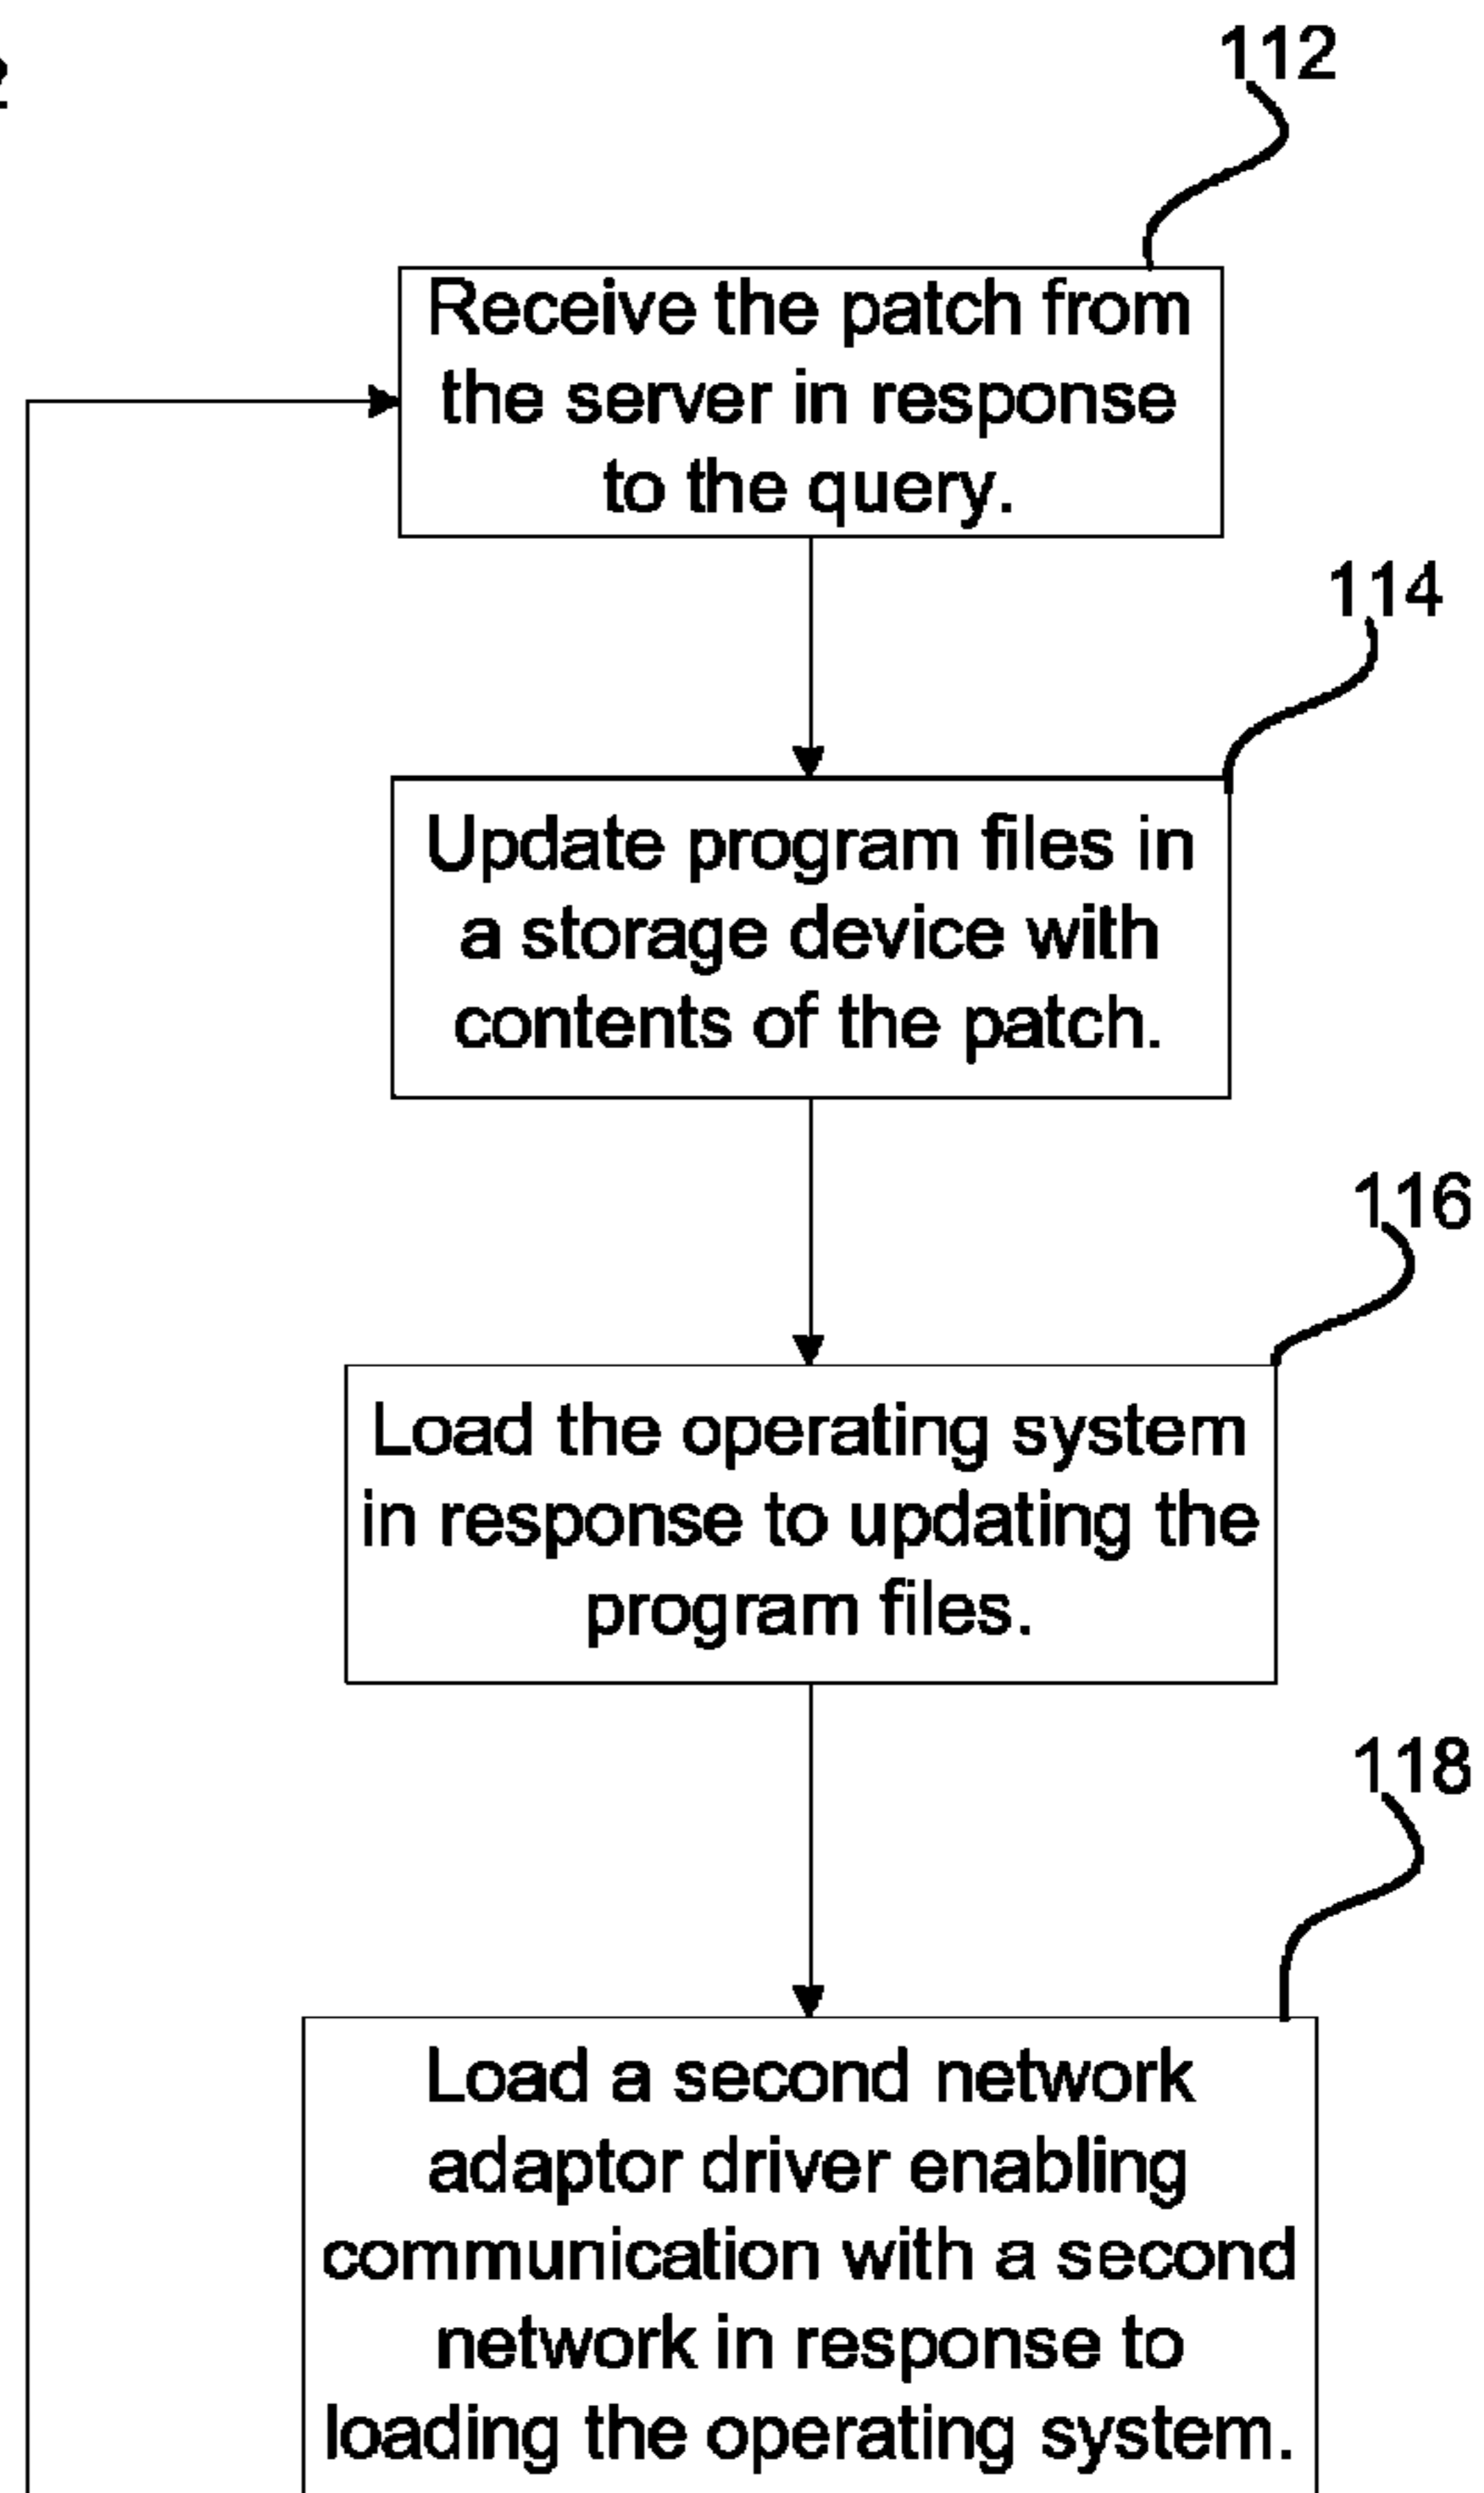 112
Receive the patch from
the server in response
to the query.
114
Update program files in
a storage device with
contents of the patch.
116
Load the operating system
in response to updating the
program files.
118
Load a second network
adaptor driver enabling
communication with a second
network in response to
loading the operating system.